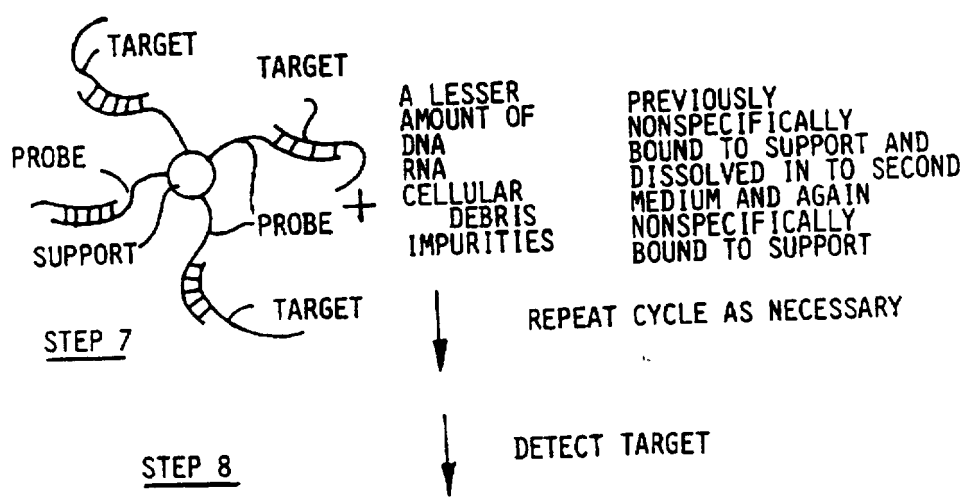 TARGET
TARGET
PROBE
SUPPORT
PROBE
TARGET
STEP 7
+
A LESSER
AMOUNT OF
DNA
RNA
CELLULAR
DEBRIS
IMPURITIES
PREVIOUSLY
NONSPECIFICALLY
BOUND TO SUPPORT AND
DISSOLVED IN TO SECOND
MEDIUM AND AGAIN
NONSPECIFICALLY
BOUND TO SUPPORT
REPEAT CYCLE AS NECESSARY
STEP 8
DETECT TARGET